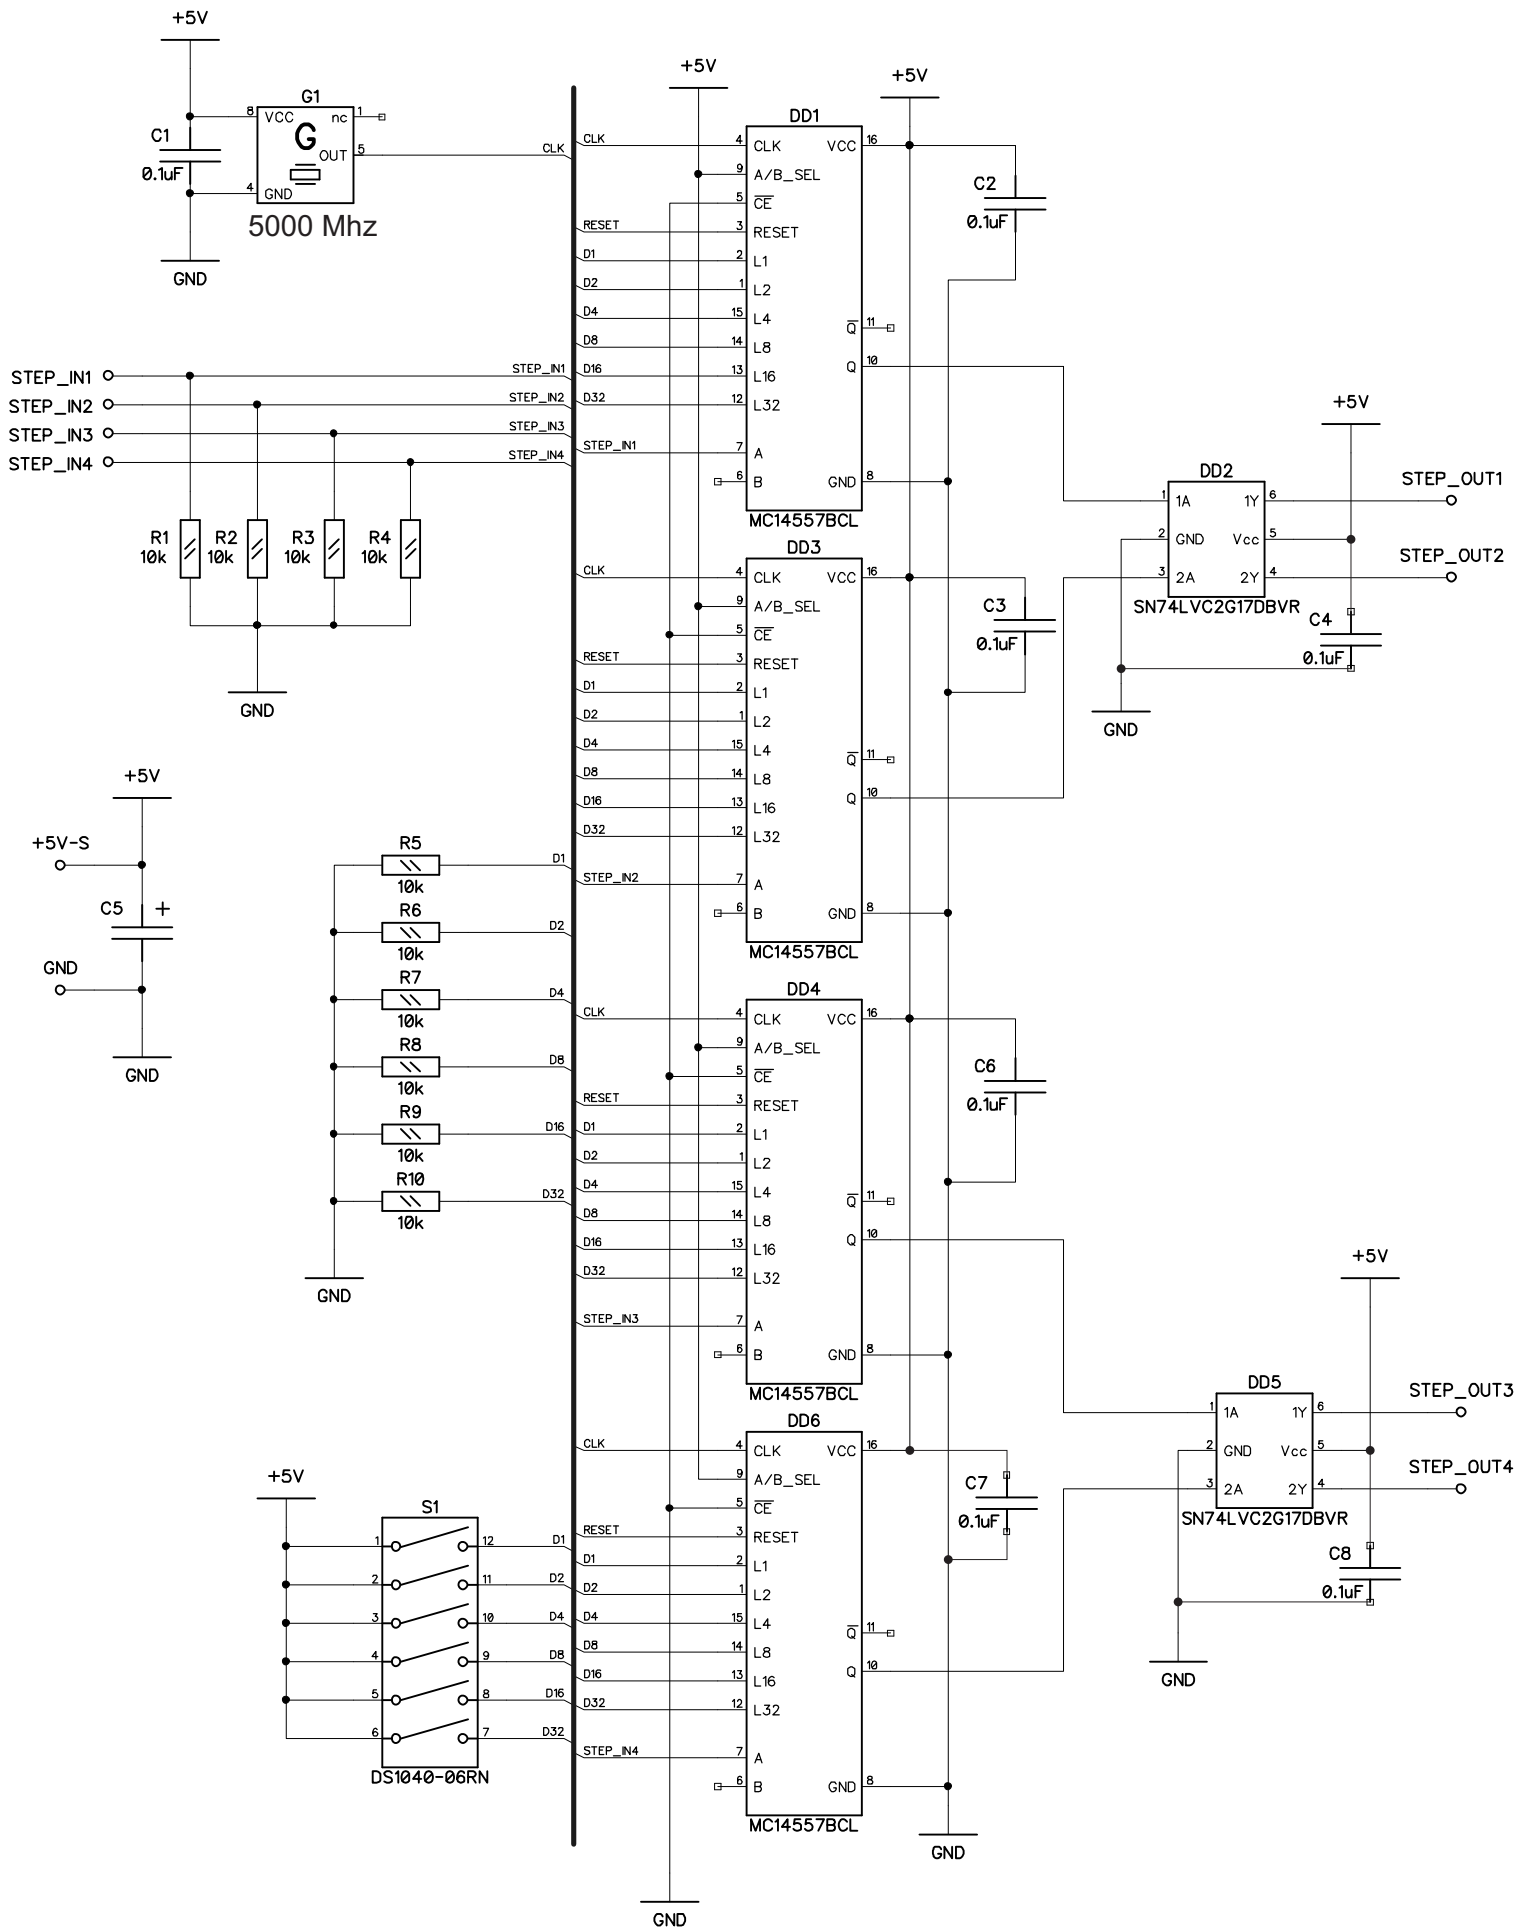 +5V
G1
8 VCC nc 1
G
C1
0.1uF
OUT 5
4 GND
5000 Mhz
GND
CLK
STEP_IN1
STEP_IN2
STEP_IN3
STEP_IN4
STEP_IN1
STEP_IN2
STEP_IN3
STEP_IN4
R1 10k
R2 10k
R3 10k
R4 10k
GND
+5V
+5V-S
C5 +
GND
GND
R5
10k
D1
R6
10k
D2
R7
10k
D4
R8
10k
D8
R9
10k
D16
R10
10k
D32
GND
+5V
S1
1 12 D1
2 11 D2
3 10 D4
4 9 D8
5 8 D16
6 7 D32
DS1040-06RN
+5V
+5V
DD1
CLK 4 CLK VCC 16
9 A/B_SEL
5 CE
RESET 3 RESET
D1 2 L1
D2 1 L2
D4 15 L4
D8 14 L8
Q 11
D16 13 L16
Q 10
D32 12 L32
STEP_IN1 7 A
6 B GND 8
MC14557BCL
C2
0.1uF
DD3
CLK 4 CLK VCC 16
9 A/B_SEL
5 CE
RESET 3 RESET
D1 2 L1
D2 1 L2
D4 15 L4
D8 14 L8
Q 11
D16 13 L16
Q 10
D32 12 L32
STEP_IN2 7 A
6 B GND 8
MC14557BCL
C3
0.1uF
DD4
CLK 4 CLK VCC 16
9 A/B_SEL
5 CE
RESET 3 RESET
D1 2 L1
D2 1 L2
D4 15 L4
D8 14 L8
Q 11
D16 13 L16
Q 10
D32 12 L32
STEP_IN3 7 A
6 B GND 8
MC14557BCL
C6
0.1uF
DD6
CLK 4 CLK VCC 16
9 A/B_SEL
5 CE
RESET 3 RESET
D1 2 L1
D2 1 L2
D4 15 L4
D8 14 L8
Q 11
D16 13 L16
Q 10
D32 12 L32
STEP_IN4 7 A
6 B GND 8
MC14557BCL
C7
0.1uF
GND
GND
+5V
DD2
1 1A 1Y 6
STEP_OUT1
2 GND Vcc 5
3 2A 2Y 4
STEP_OUT2
SN74LVC2G17DBVR
C4
0.1uF
GND
+5V
DD5
1 1A 1Y 6
STEP_OUT3
2 GND Vcc 5
3 2A 2Y 4
STEP_OUT4
SN74LVC2G17DBVR
C8
0.1uF
GND